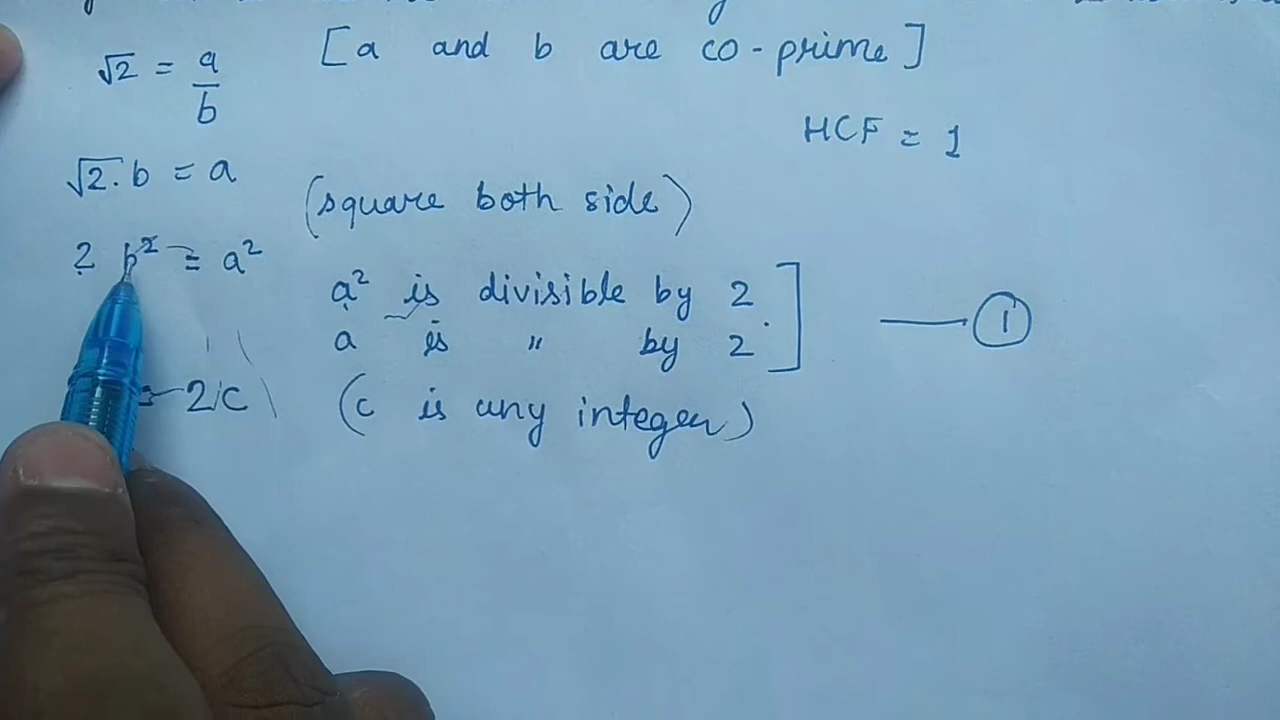 √2 = a/b [a and b are co-prime]
HCF = 1
√2. b = a (square both side)
2 b² = a²
a² is divisible by 2
a is " by 2. —— ①
= 2c (c is any integer)